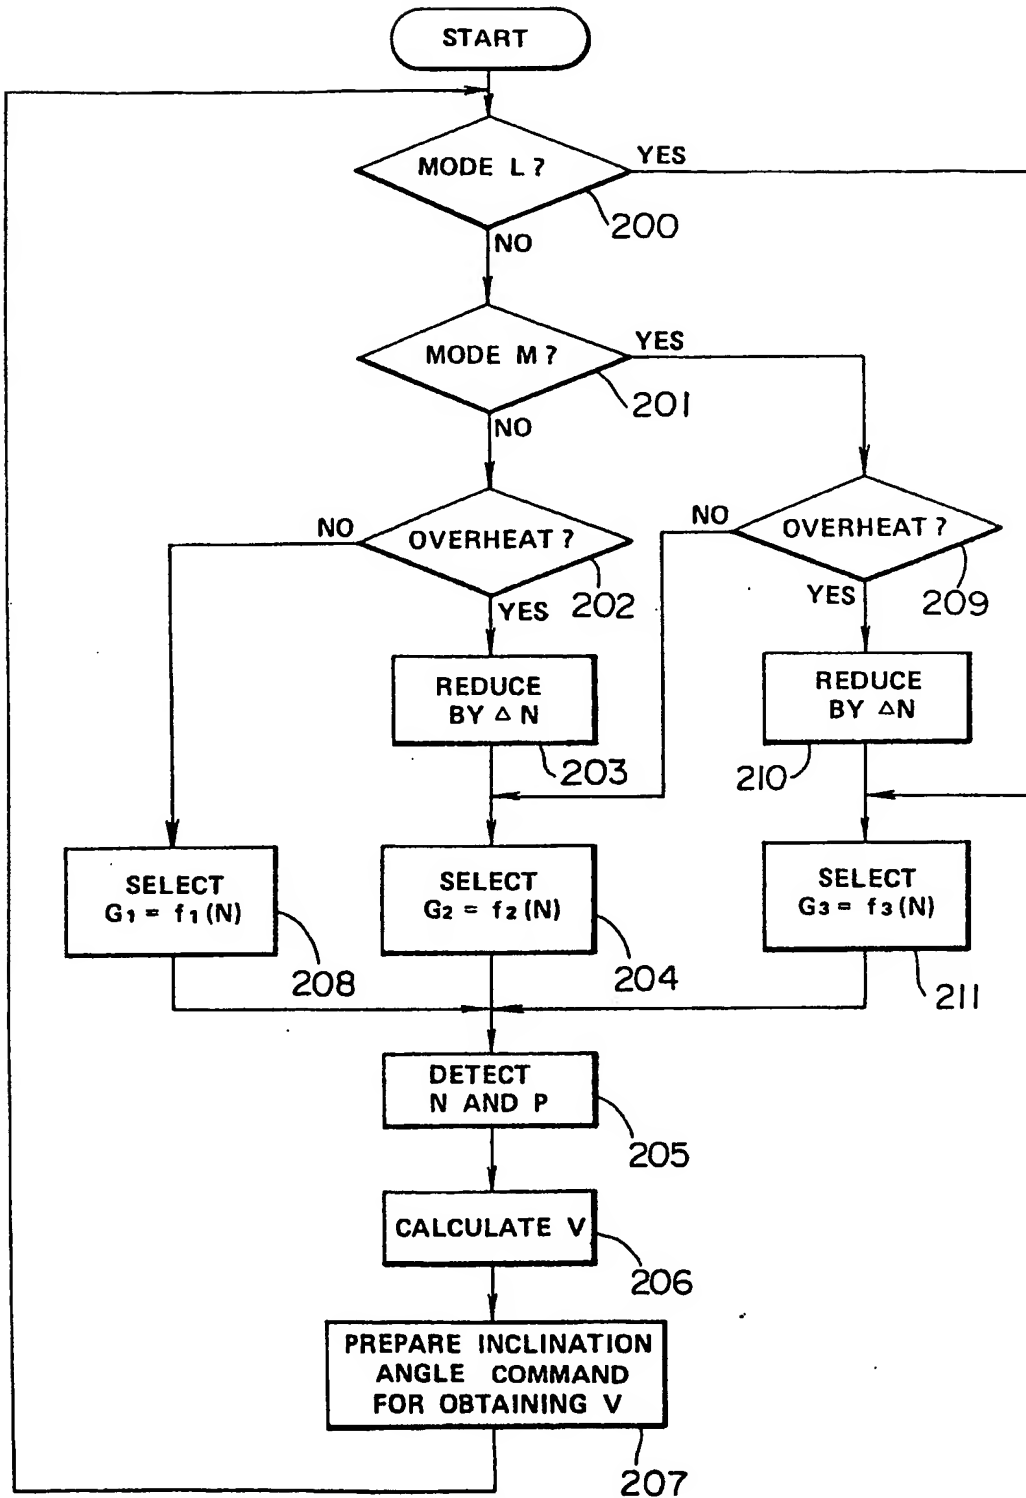 START
MODE L?
YES
200
NO
MODE M?
YES
201
NO
OVERHEAT?
NO
202
YES
OVERHEAT?
NO
209
YES
REDUCE
BY △N
203
REDUCE
BY △N
210
SELECT
G1 = f1(N)
208
SELECT
G2 = f2(N)
204
SELECT
G3 = f3(N)
211
DETECT
N AND P
205
CALCULATE V
206
PREPARE INCLINATION
ANGLE COMMAND
FOR OBTAINING V
207